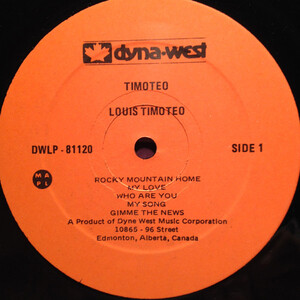 dyna-west
TIMOTEO
LOUIS TIMOTEO
DWLP - 81120
SIDE 1
M A
P L
ROCKY MOUNTAIN HOME
MY LOVE
WHO ARE YOU
MY SONG
GIMME THE NEWS
A Product of Dyna West Music Corporation
10865 - 96 Street
Edmonton, Alberta, Canada